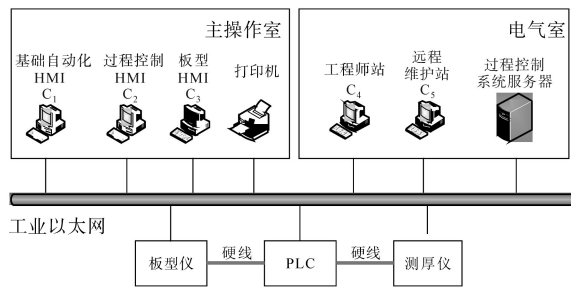 主操作室
电气室
基础自动化
HMI
C₁
过程控制
HMI
C₂
板型
HMI
C₃
打印机
工程师站
C₄
远程
维护站
C₅
过程控制
系统服务器
工业以太网
板型仪
硬线
PLC
硬线
测厚仪